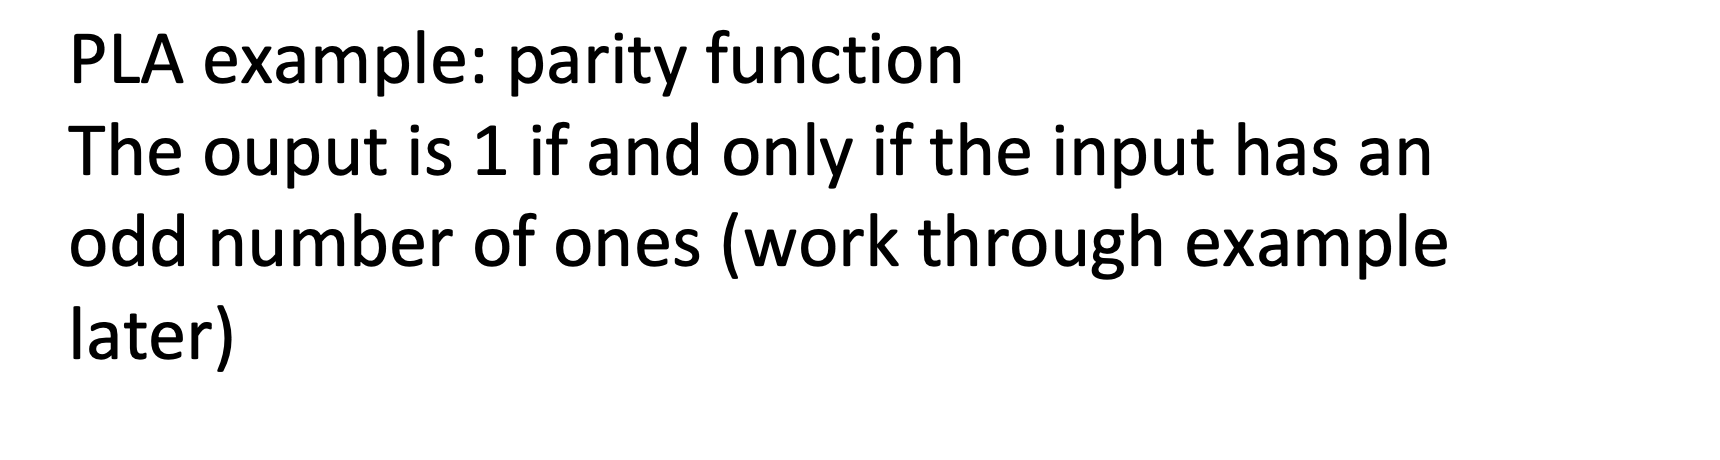 PLA example: parity function
The ouput is 1 if and only if the input has an
odd number of ones (work through example
later)